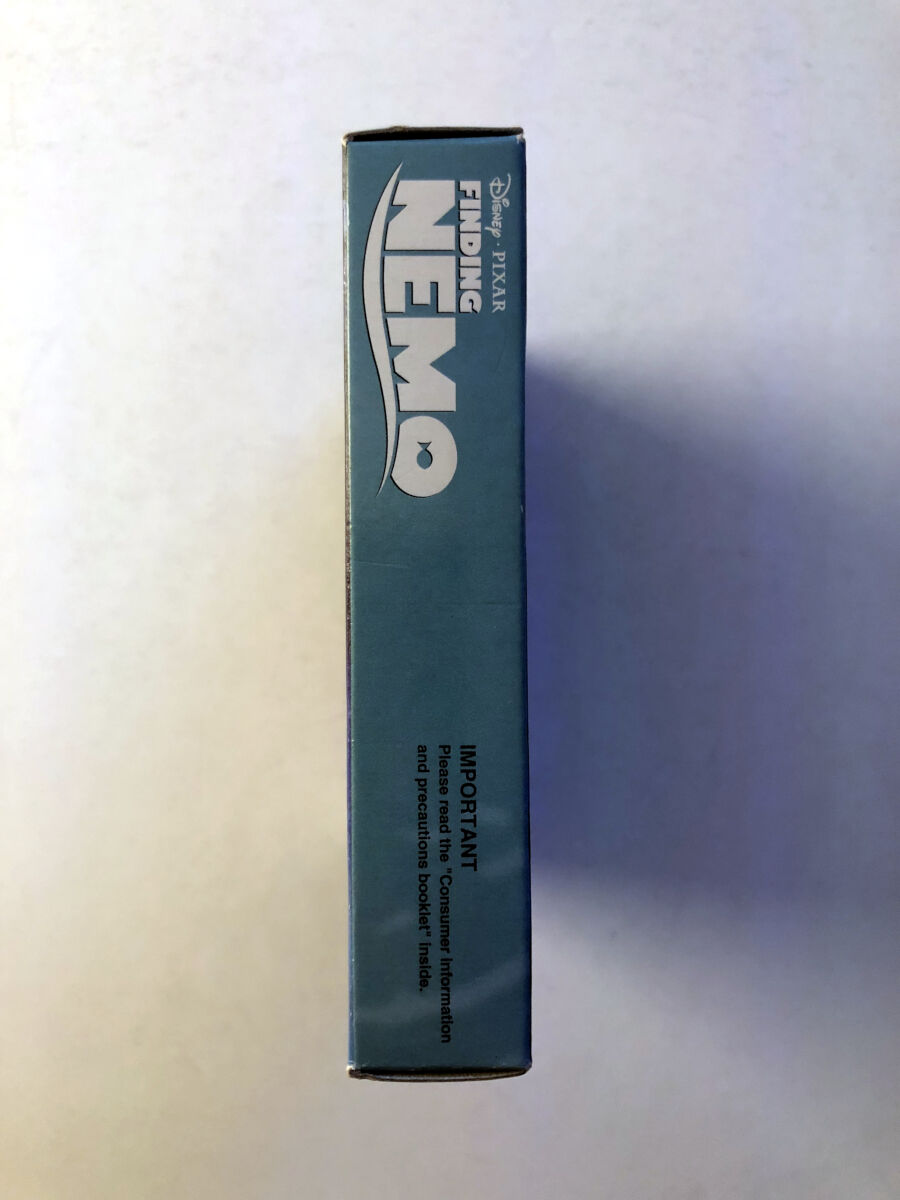 DISNEY · PIXAR
FINDING
NEMO
IMPORTANT
Please read the "Consumer Information
and precautions booklet" inside.